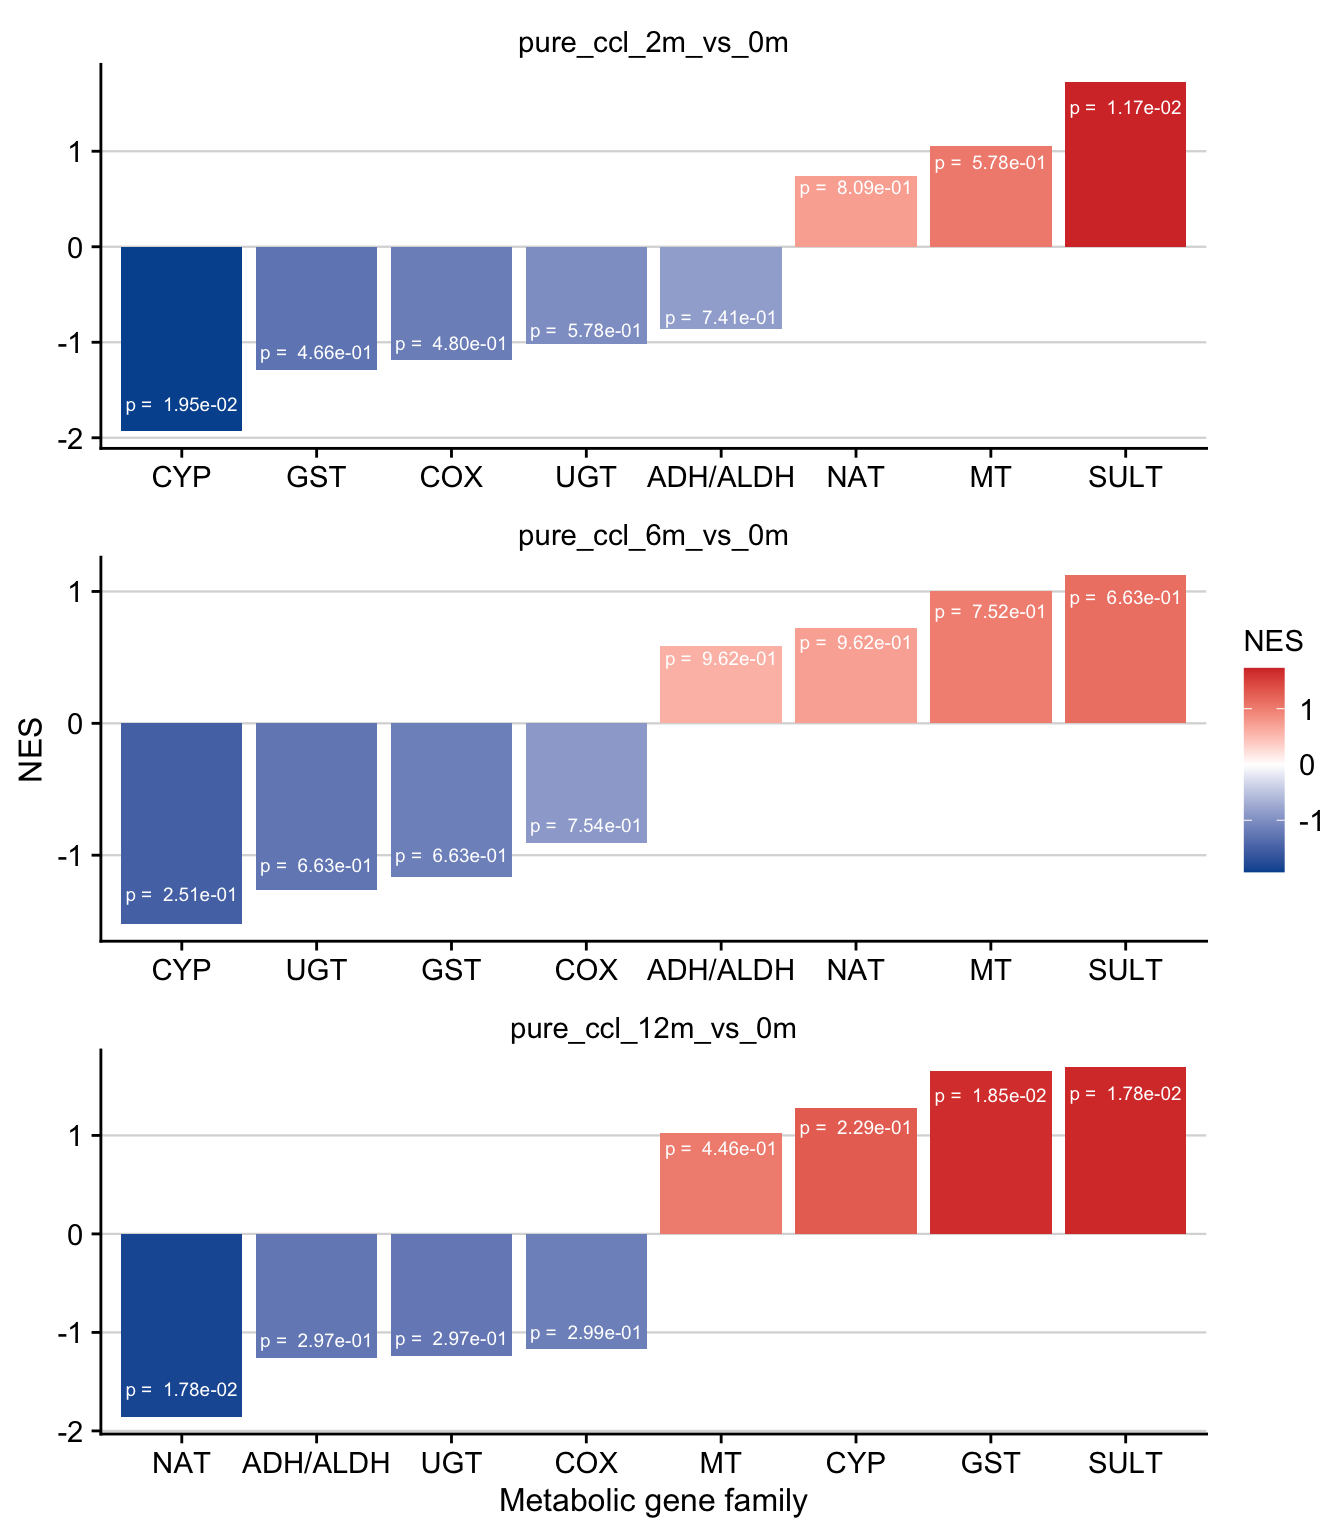 pure_ccl_2m_vs_0m
1
0
-1
-2
p = 1.95e-02
p = 4.66e-01
p = 4.80e-01
p = 5.78e-01
p = 7.41e-01
p = 8.09e-01
p = 5.78e-01
p = 1.17e-02
CYP GST COX UGT ADH/ALDH NAT MT SULT
pure_ccl_6m_vs_0m
NES
1
0
-1
p = 2.51e-01
p = 6.63e-01
p = 6.63e-01
p = 7.54e-01
p = 9.62e-01
p = 9.62e-01
p = 7.52e-01
p = 6.63e-01
CYP UGT GST COX ADH/ALDH NAT MT SULT
NES
1
0
-1
pure_ccl_12m_vs_0m
1
0
-1
-2
p = 1.78e-02
p = 2.97e-01
p = 2.97e-01
p = 2.99e-01
p = 4.46e-01
p = 2.29e-01
p = 1.85e-02
p = 1.78e-02
NAT ADH/ALDH UGT COX MT CYP GST SULT
Metabolic gene family